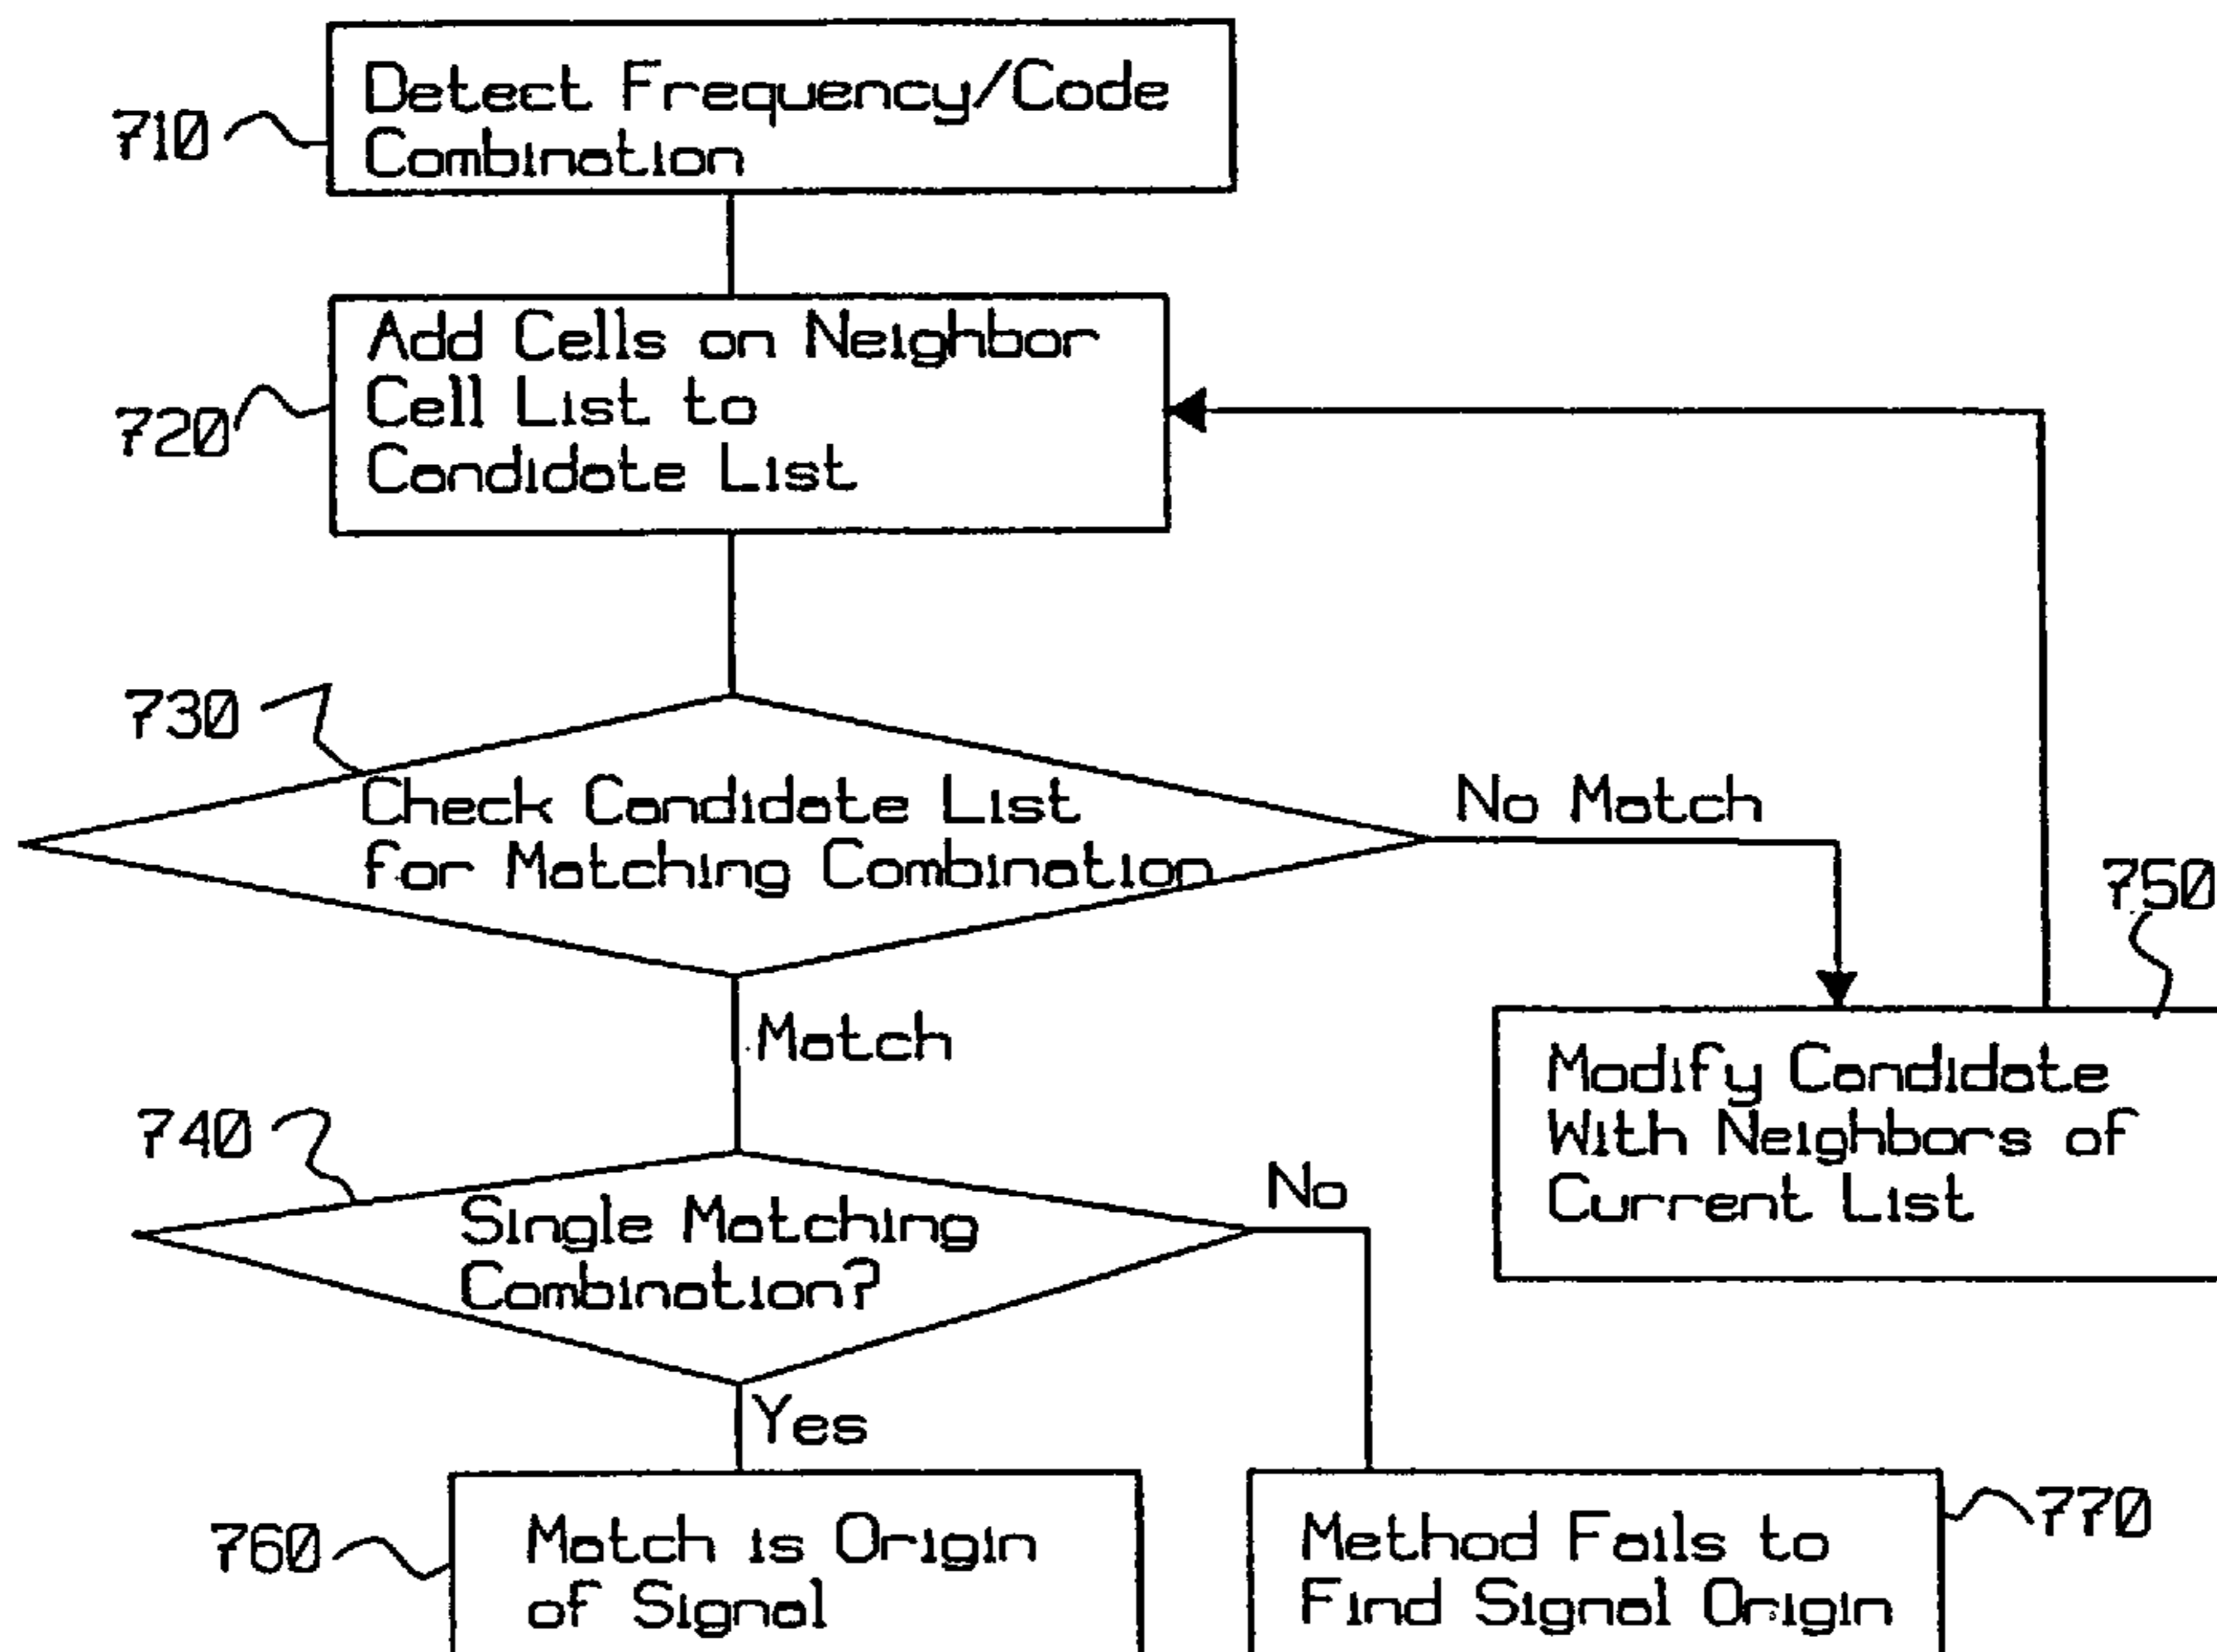 710
Detect Frequency/Code
Combination
720
Add Cells on Neighbor
Cell List to
Candidate List
730
Check Candidate List
for Matching Combination
No Match
750
Match
Modify Candidate
With Neighbors of
Current List
740
Single Matching
Combination?
No
Yes
760
Match is Origin
of Signal
Method Fails to
Find Signal Origin
770